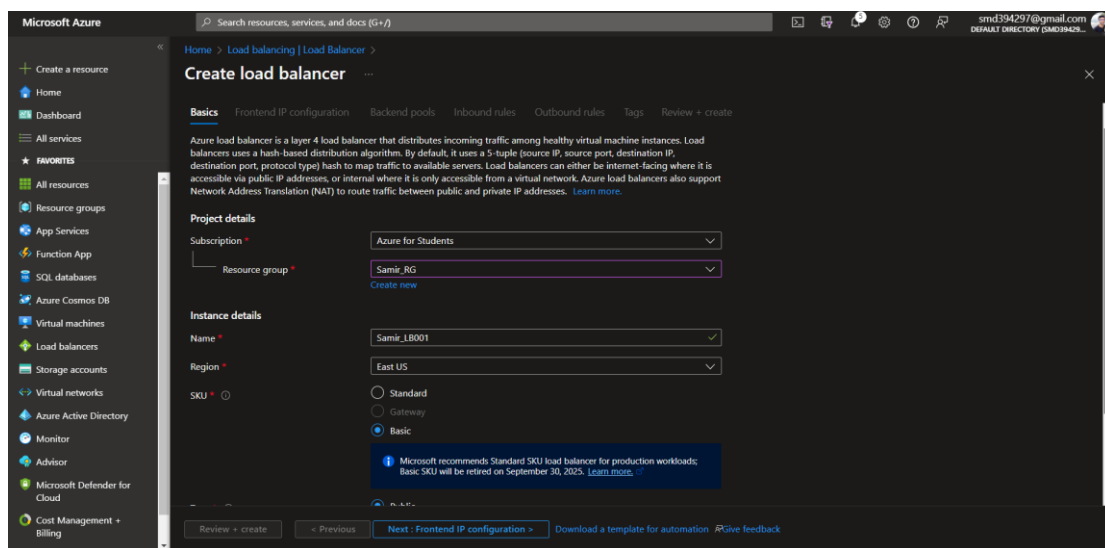 Microsoft Azure
Search resources, services, and docs (G+/)
5
smd394297@gmail.com
DEFAULT DIRECTORY (SMD39429...
Create a resource
Home
Dashboard
All services
FAVORITES
All resources
Resource groups
App Services
Function App
SQL databases
Azure Cosmos DB
Virtual machines
Load balancers
Storage accounts
Virtual networks
Azure Active Directory
Monitor
Advisor
Microsoft Defender for
Cloud
Cost Management +
Billing
Home > Load balancing | Load Balancer >
Create load balancer ...
Basics Frontend IP configuration Backend pools Inbound rules Outbound rules Tags Review + create
Azure load balancer is a layer 4 load balancer that distributes incoming traffic among healthy virtual machine instances. Load
balancers uses a hash-based distribution algorithm. By default, it uses a 5-tuple (source IP, source port, destination IP,
destination port, protocol type) hash to map traffic to available servers. Load balancers can either be internet-facing where it is
accessible via public IP addresses, or internal where it is only accessible from a virtual network. Azure load balancers also support
Network Address Translation (NAT) to route traffic between public and private IP addresses. Learn more.
Project details
Subscription * Azure for Students
Resource group * Samir_RG
Create new
Instance details
Name * Samir_LB001
Region * East US
SKU * Standard
Gateway
Basic
Microsoft recommends Standard SKU load balancer for production workloads;
Basic SKU will be retired on September 30, 2025. Learn more.
Public
Review + create < Previous Next : Frontend IP configuration > Download a template for automation Give feedback